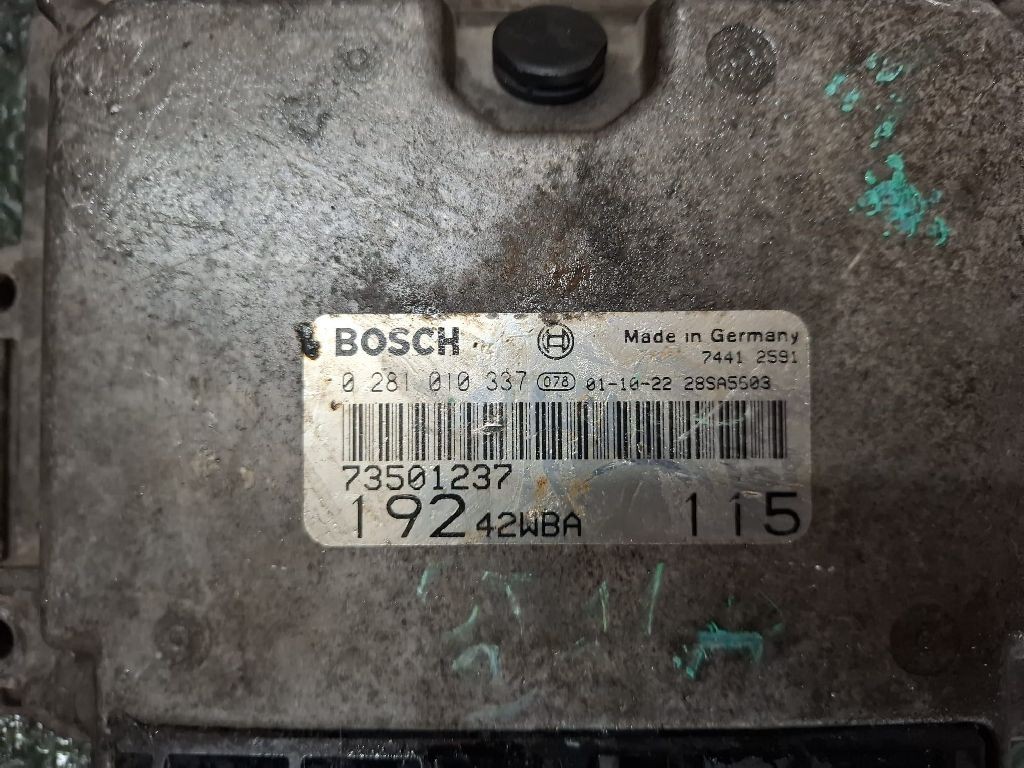 BOSCH Made in Germany
7441 2591
0 281 010 337 078 01-10-22 28SA5603
73501237
192 42WBA 115